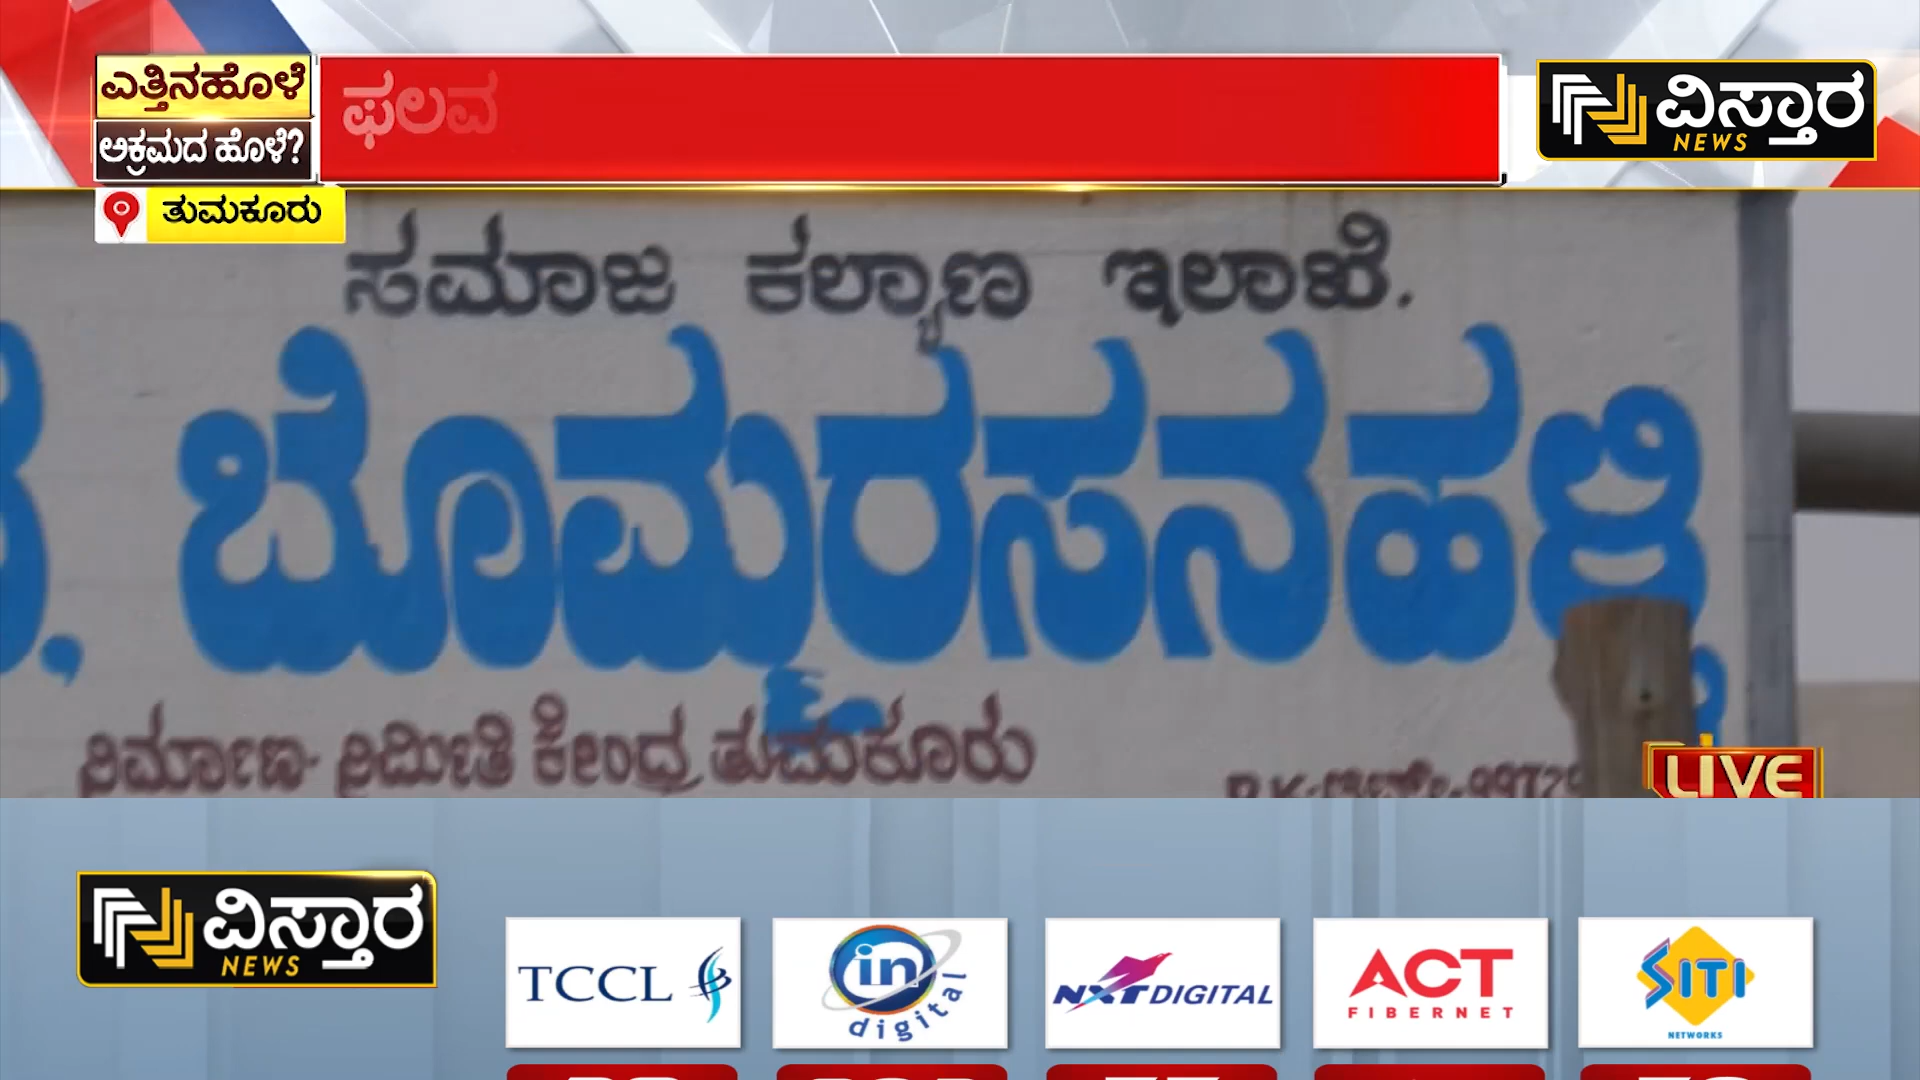 ಎತ್ತಿನಹೊಳೆ
ಅಕ್ರಮದ ಹೊಳೆ?
ಫಲವ
ವಿಸ್ತಾರ
NEWS
ತುಮಕೂರು
ಸಮಾಜ ಕಲ್ಯಾಣ ಇಲಾಖೆ.
ಬೊಮ್ಮರಸನಹಳ್ಳಿ,
ನಿರ್ಮಾಣ- ನಿರ್ಮಿತಿ ಕೇಂದ್ರ ತುಮಕೂರು
LIVE
ವಿಸ್ತಾರ
NEWS
TCCL
in
digital
NXTDIGITAL
ACT
FIBERNET
SITI
NETWORKS